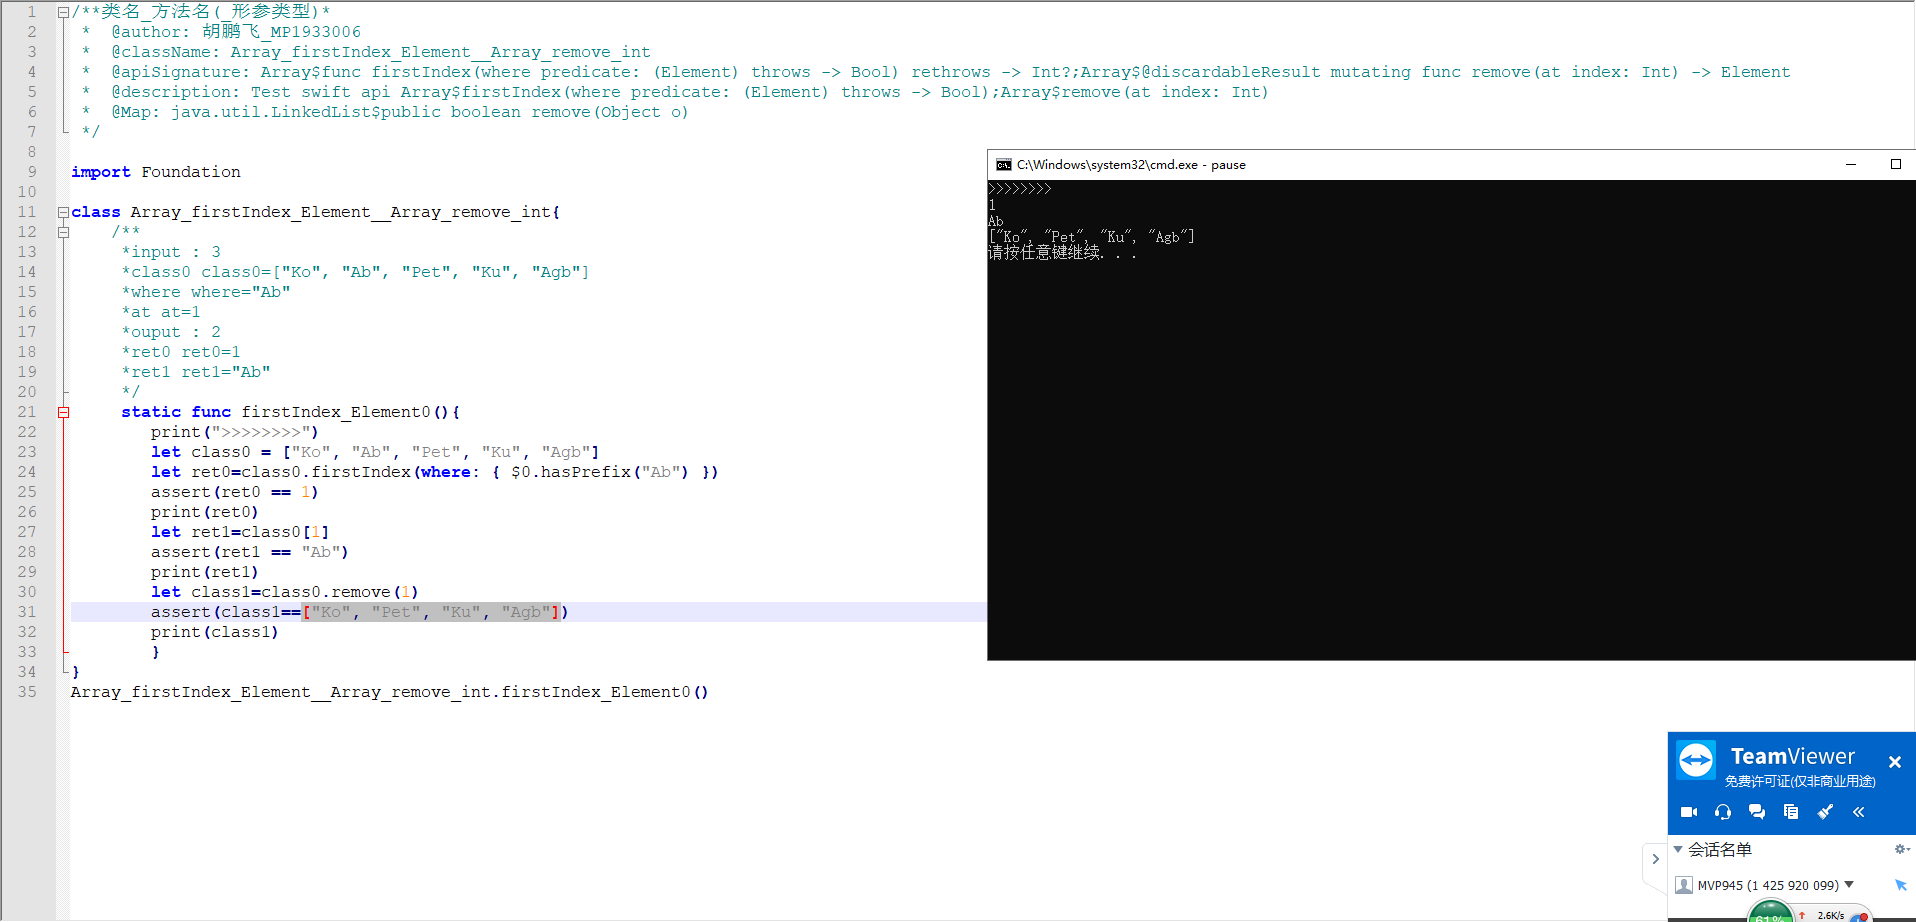 1 /**类名_方法名(_形参类型)*
2 *  @author: 胡鹏飞_MP1933006
3 *  @className: Array_firstIndex_Element__Array_remove_int
4 *  @apiSignature: Array$func firstIndex(where predicate: (Element) throws -> Bool) rethrows -> Int?;Array$@discardableResult mutating func remove(at index: Int) -> Element
5 *  @description: Test swift api Array$firstIndex(where predicate: (Element) throws -> Bool);Array$remove(at index: Int)
6 *  @Map: java.util.LinkedList$public boolean remove(Object o)
7 */
8
9 import Foundation
10
11 class Array_firstIndex_Element__Array_remove_int{
12 /**
13 *input : 3
14 *class0 class0=["Ko", "Ab", "Pet", "Ku", "Agb"]
15 *where where="Ab"
16 *at at=1
17 *ouput : 2
18 *ret0 ret0=1
19 *ret1 ret1="Ab"
20 */
21 static func firstIndex_Element0(){
22 print(">>>>>>>>")
23 let class0 = ["Ko", "Ab", "Pet", "Ku", "Agb"]
24 let ret0=class0.firstIndex(where: { $0.hasPrefix("Ab") })
25 assert(ret0 == 1)
26 print(ret0)
27 let ret1=class0[1]
28 assert(ret1 == "Ab")
29 print(ret1)
30 let class1=class0.remove(1)
31 assert(class1==["Ko", "Pet", "Ku", "Agb"])
32 print(class1)
33 }
34 }
35 Array_firstIndex_Element__Array_remove_int.firstIndex_Element0()
C:\Windows\system32\cmd.exe - pause
>>>>>>>>
1
Ab
["Ko", "Pet", "Ku", "Agb"]
请按任意键继续. . .
TeamViewer
免费许可证(仅非商业用途)
会话名单
MVP945 (1 425 920 099)
61%
2.6K/s